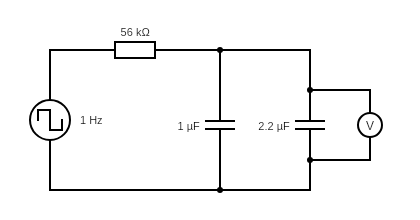 56 kΩ
1 Hz
1 µF
2.2 µF
V